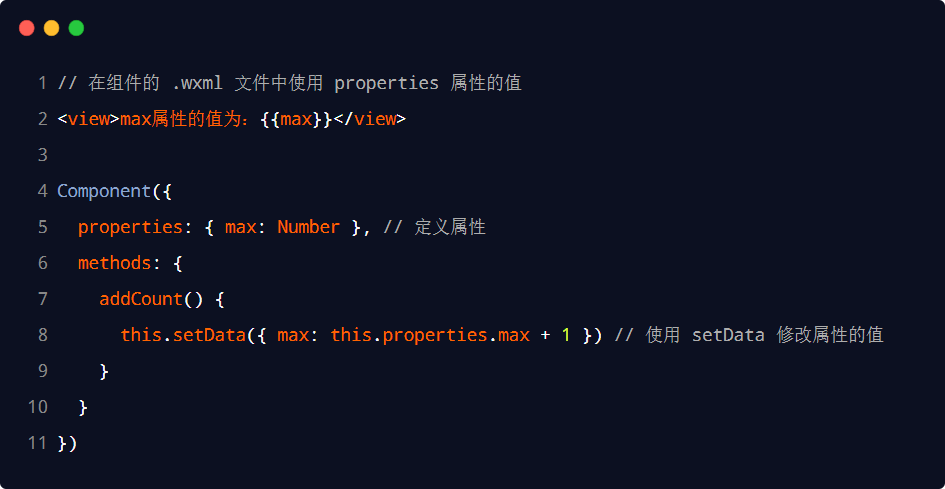 1 // 在组件的 .wxml 文件中使用 properties 属性的值
2 <view>max属性的值为：{{max}}</view>
3
4 Component({
5   properties: { max: Number }, // 定义属性
6   methods: {
7     addCount() {
8       this.setData({ max: this.properties.max + 1 }) // 使用 setData 修改属性的值
9     }
10   }
11 })